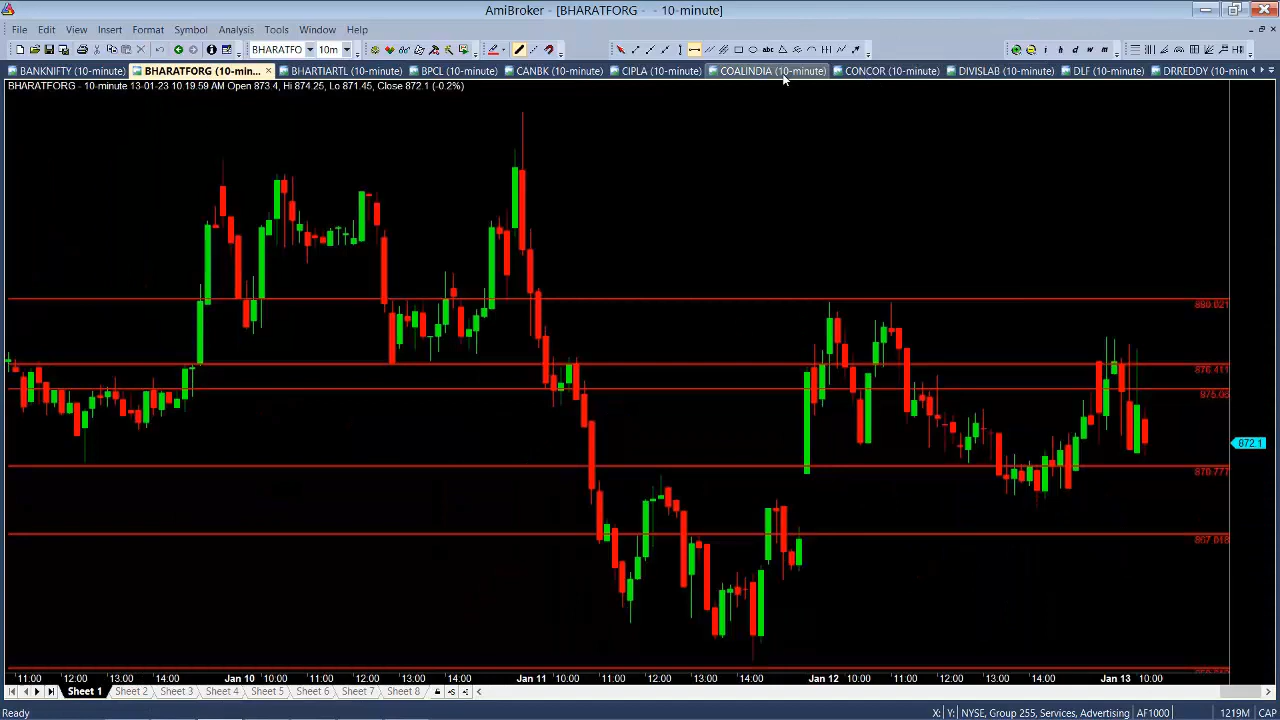 AmiBroker - [BHARATFORG - - 10-minute]
File Edit View Insert Format Symbol Analysis Tools Window Help
BHARATFO 10m abc
BANKNIFTY (10-minute) BHARATFORG (10-min... BHARTIARTL (10-minute) BPCL (10-minute) CANBK (10-minute) CIPLA (10-minute) COALINDIA (10-minute) CONCOR (10-minute) DIVISLAB (10-minute) DLF (10-minute) DRREDDY (10-minu
BHARATFORG - 10-minute 13-01-23 10:19:59 AM Open 873.4, Hi 874.25, Lo 871.45, Close 872.1 (-0.2%)
876.411
872.1
870.777
11:00 12:00 13:00 14:00 Jan 10 10:00 11:00 12:00 13:00 14:00 Jan 11 10:00 11:00 12:00 13:00 14:00 Jan 12 10:00 11:00 12:00 13:00 14:00 Jan 13 10:00
Sheet 1 Sheet 2 Sheet 3 Sheet 4 Sheet 5 Sheet 6 Sheet 7 Sheet 8
Ready X: Y: NYSE, Group 255, Services, Advertising AF1000 1219M CAP